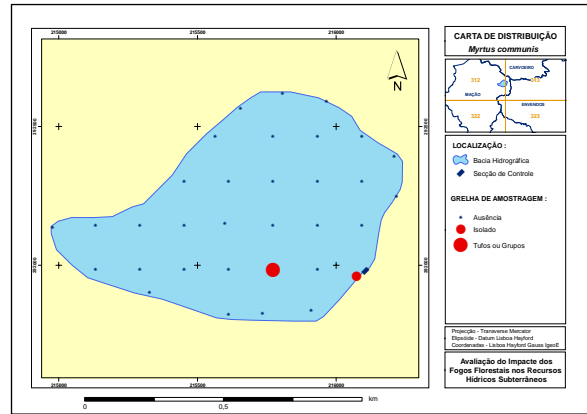 CARTA DE DISTRIBUIÇÃO
Myrtus communis
CARVOEIRO
312
313
MAÇÃO
ENVENDOS
322
323
LOCALIZAÇÃO :
Bacia Hidrográfica
Secção de Controle
GRELHA DE AMOSTRAGEM :
Ausência
Isolado
Tufos ou Grupos
Projecção - Transverse Mercator
Elipsóide - Datum Lisboa Hayford
Coordenadas - Lisboa Hayford Gauss IgeoE
Avaliação do Impacte dos
Fogos Florestais nos Recursos
Hídricos Subterrâneos
215000
215500
216000
N
215000
215500
216000
0
0,5
km